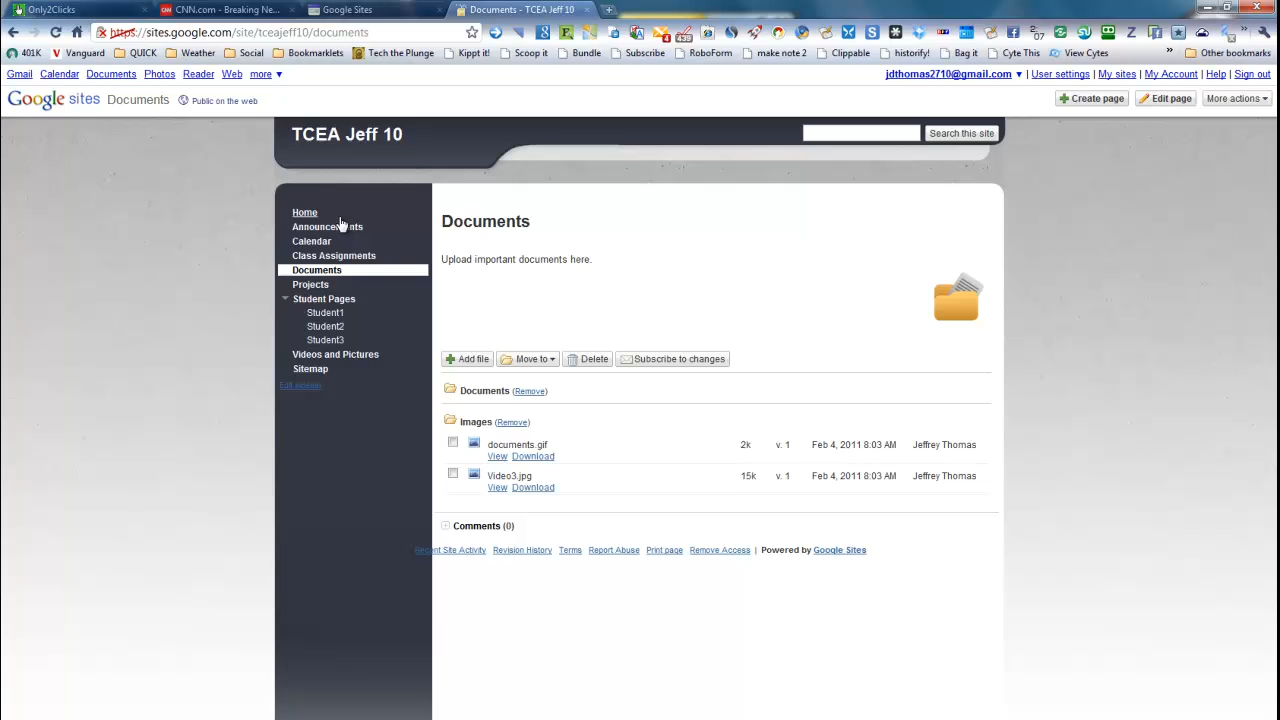 Only2Clicks
CNN.com - Breaking Ne...
Google Sites
Documents - TCEA Jeff 10
https://sites.google.com/site/tceajeff10/documents
401K Vanguard QUICK Weather Social Bookmarklets Tech the Plunge Kippt it! Scoop it Bundle Subscribe RoboForm make note 2 Clippable historify! Bag it Cyte This View Cytes » Other bookmarks
Gmail Calendar Documents Photos Reader Web more ▼
jdthomas2710@gmail.com ▼ | User settings | My sites | My Account | Help | Sign out
Google sites Documents Public on the web
Create page Edit page More actions
TCEA Jeff 10
Search this site
Home
Announcements
Calendar
Class Assignments
Documents
Projects
Student Pages
Student1
Student2
Student3
Videos and Pictures
Sitemap
Edit sidebar
Documents
Upload important documents here.
Add file Move to Delete Subscribe to changes
Documents (Remove)
Images (Remove)
documents.gif 2k v. 1 Feb 4, 2011 8:03 AM Jeffrey Thomas
View Download
Video3.jpg 15k v. 1 Feb 4, 2011 8:03 AM Jeffrey Thomas
View Download
Comments (0)
Recent Site Activity Revision History Terms Report Abuse Print page Remove Access | Powered by Google Sites